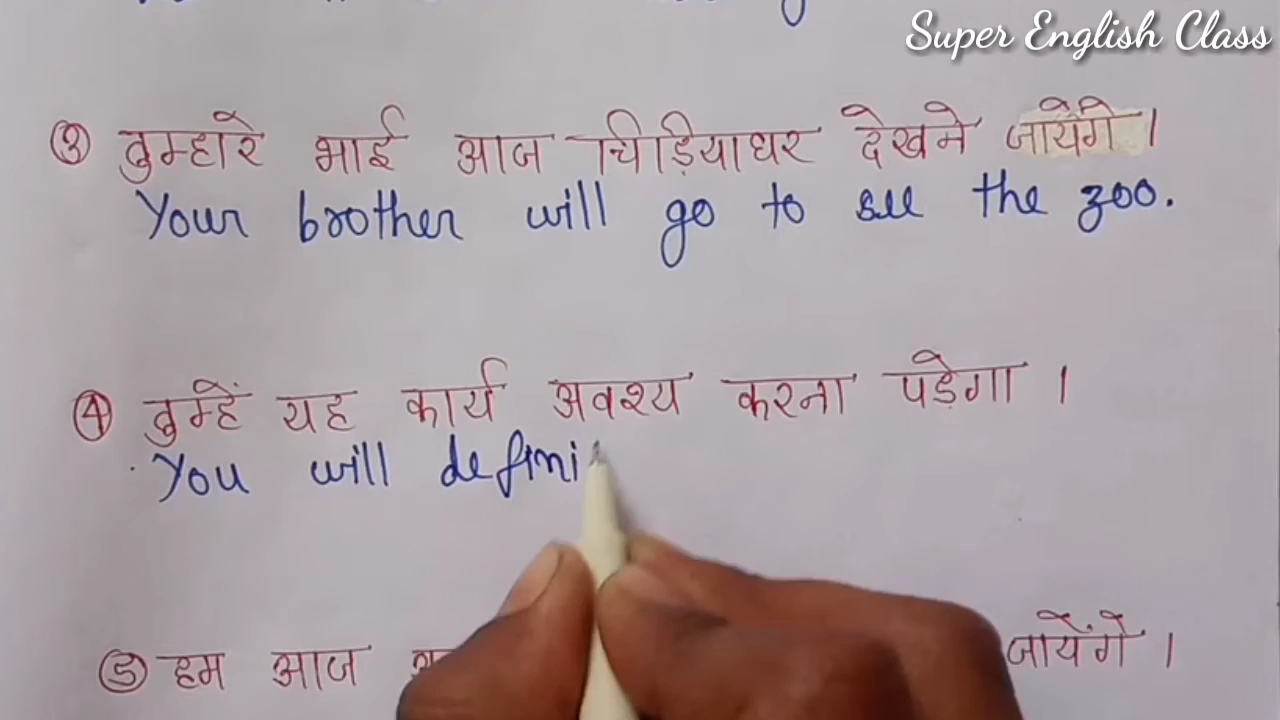 Super English Class
③ तुम्हारे भाई आज चिड़ियाघर देखने जायेंगे ।
Your brother will go to see the zoo.
④ तुम्हें यह कार्य अवश्य करना पड़ेगा ।
You will defini
⑤ हम आज जायेंगे ।